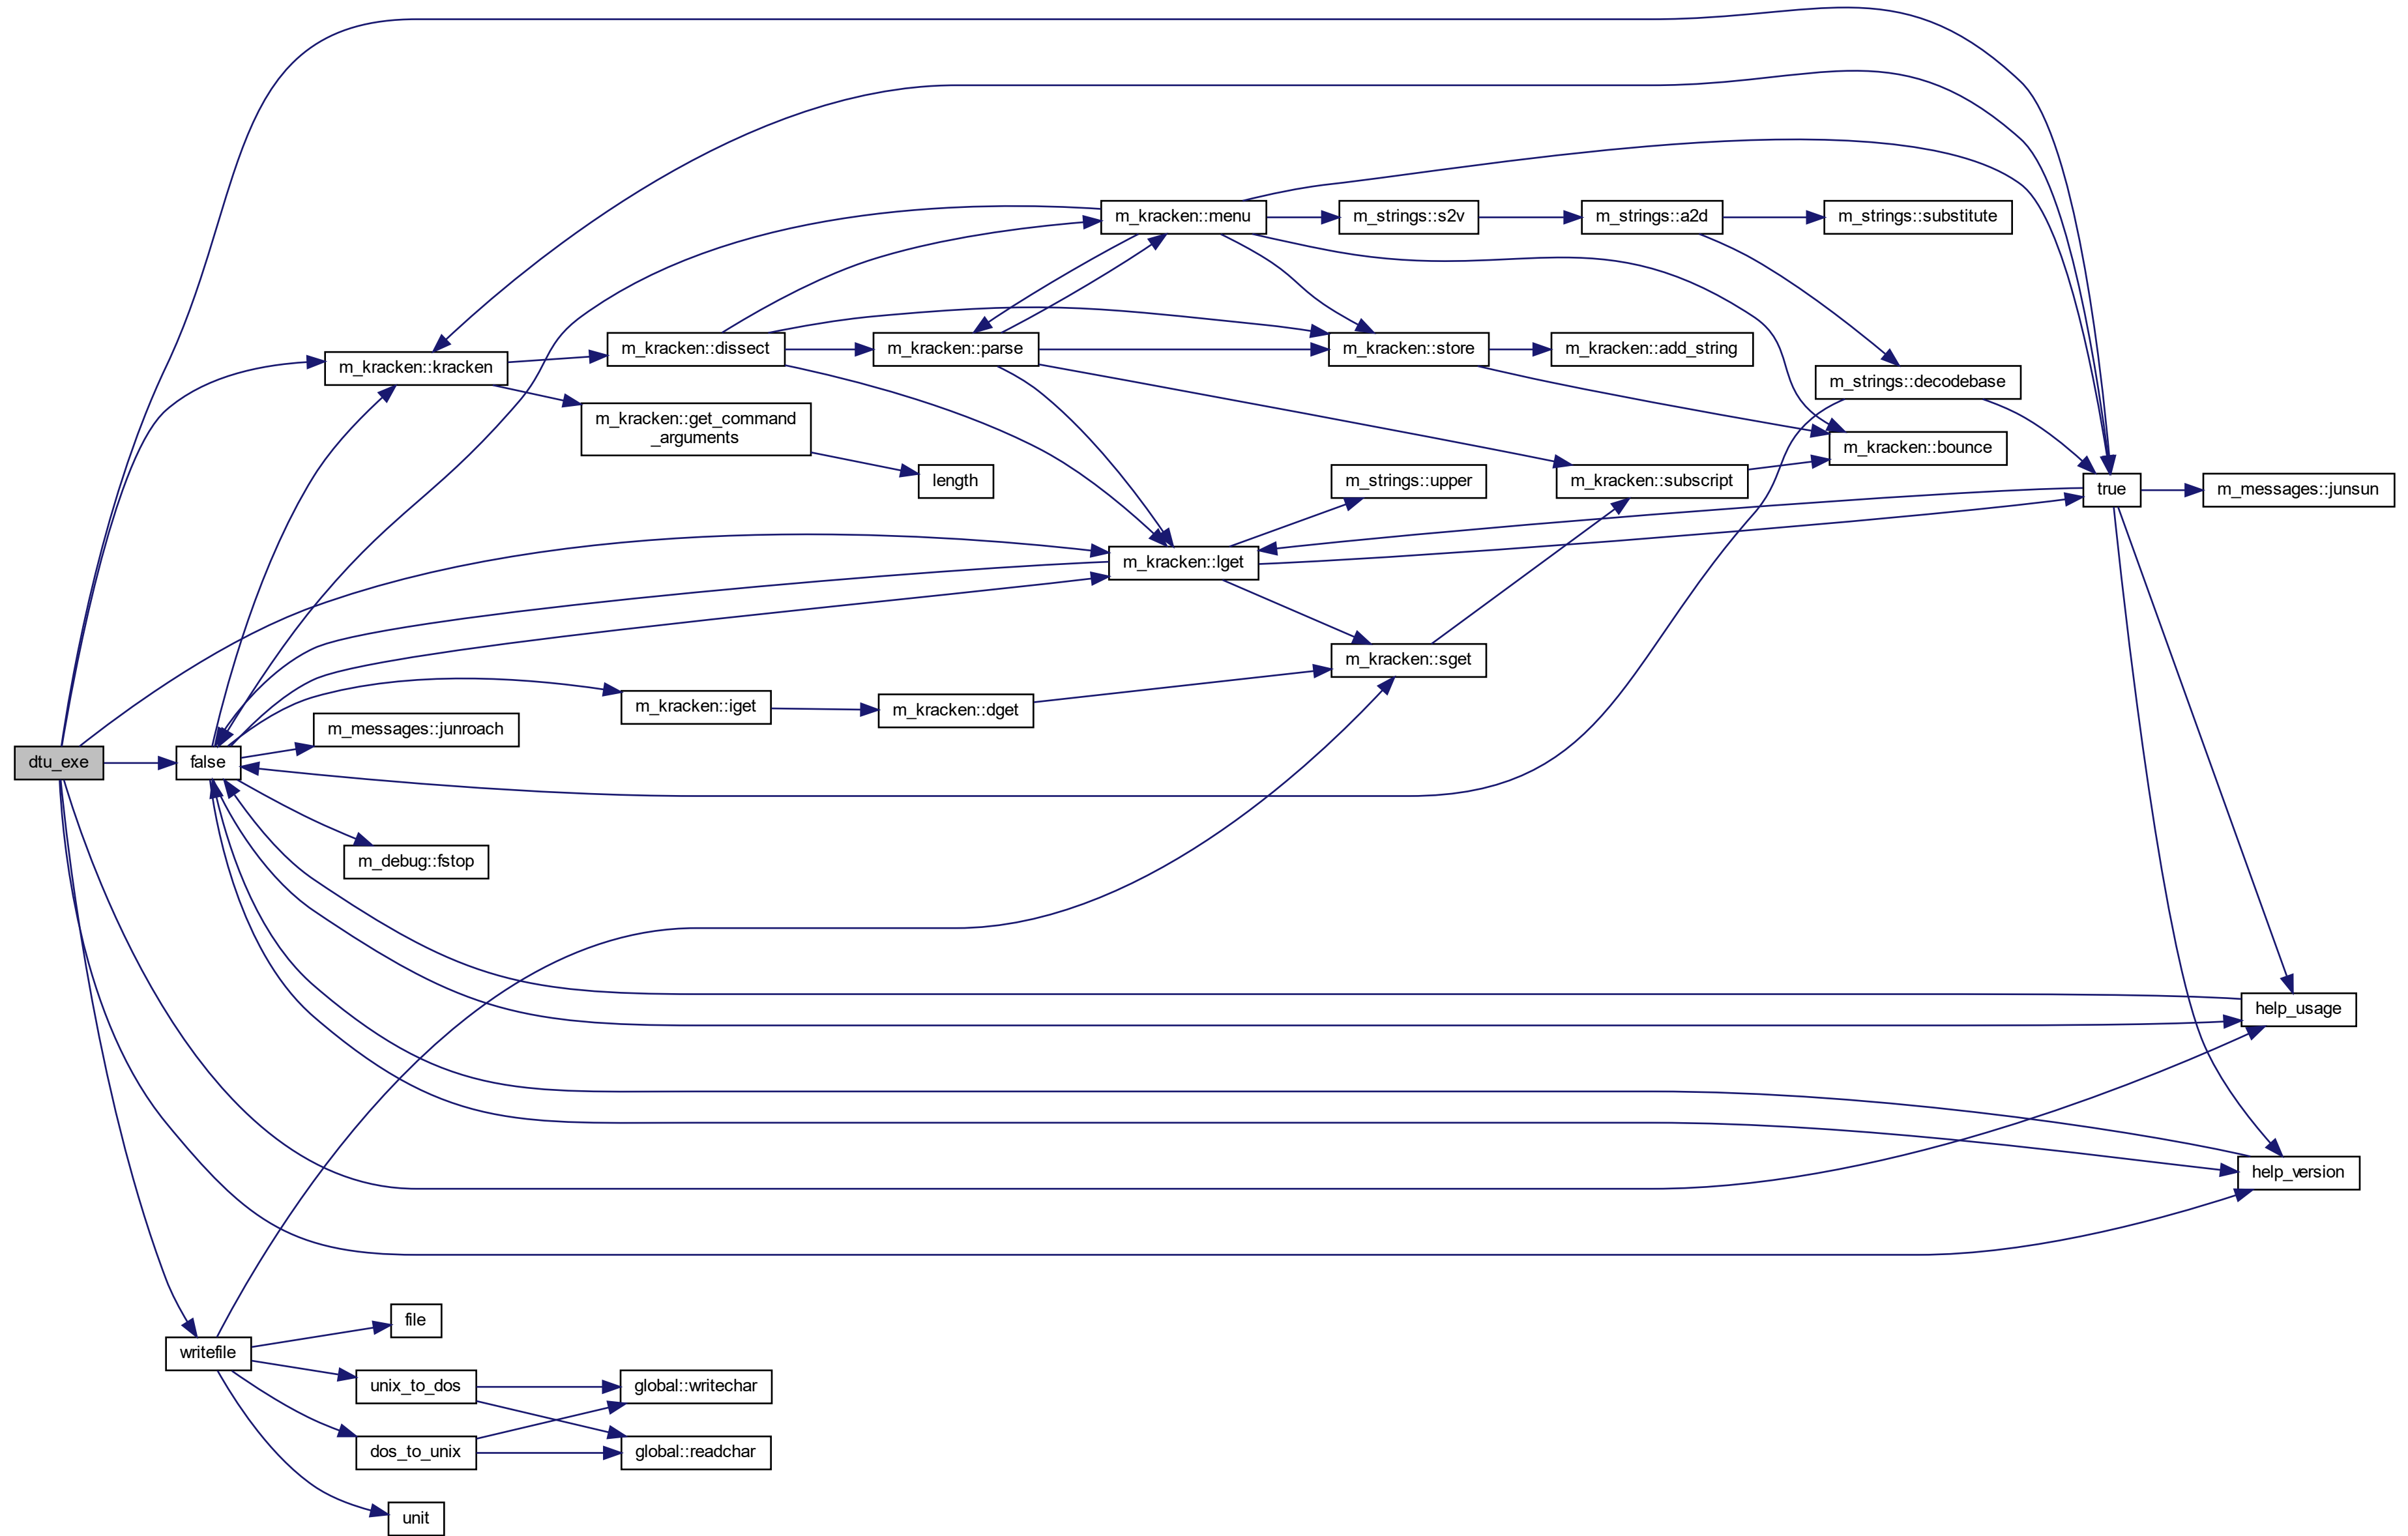 m_kracken::menu
m_strings::s2v
m_strings::a2d
m_strings::substitute
m_kracken::dissect
m_kracken::parse
m_kracken::store
m_kracken::add_string
m_kracken::kracken
m_strings::decodebase
m_kracken::get_command
_arguments
m_kracken::bounce
length
m_strings::upper
m_kracken::subscript
true
m_messages::junsun
m_kracken::lget
m_kracken::sget
m_kracken::iget
m_kracken::dget
m_messages::junroach
dtu_exe
false
m_debug::fstop
help_usage
help_version
file
writefile
unix_to_dos
global::writechar
dos_to_unix
global::readchar
unit